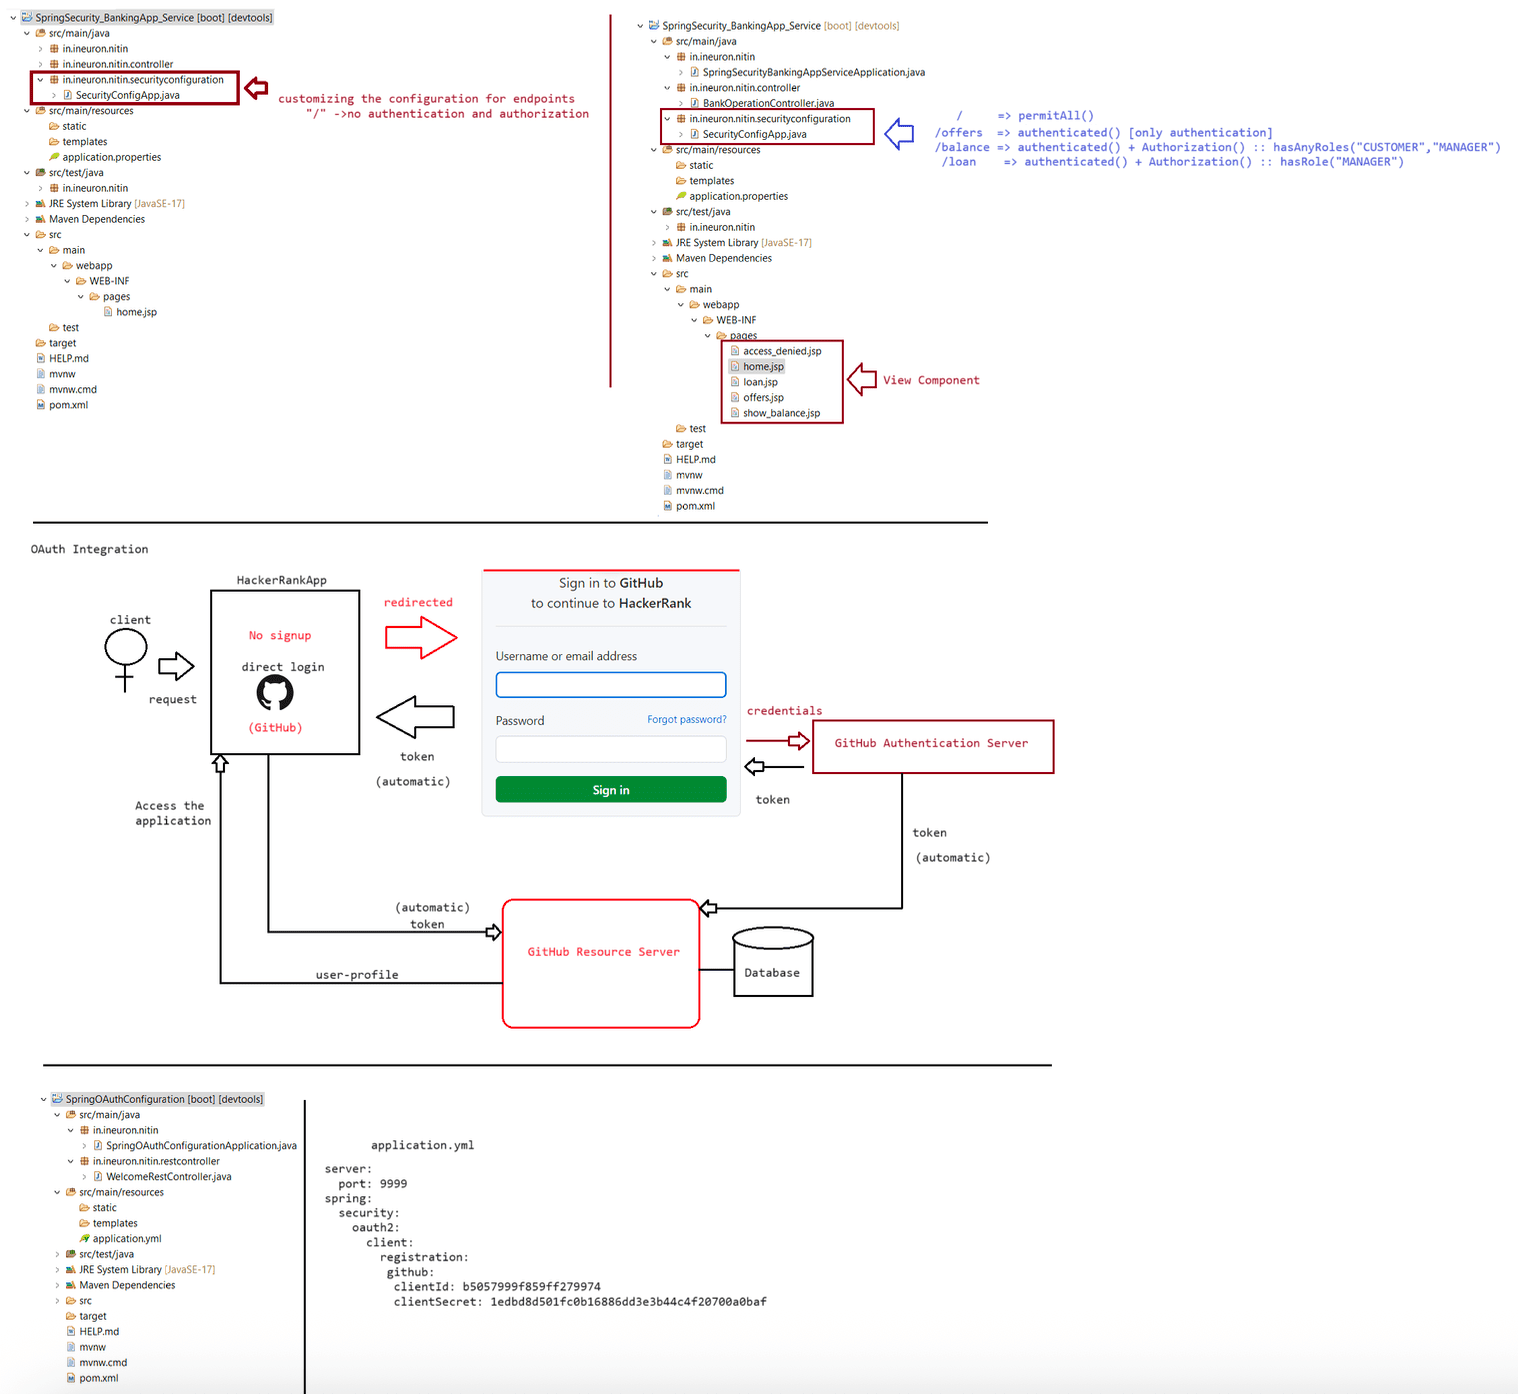 SpringSecurity_BankingApp_Service [boot] [devtools]
src/main/java
in.ineuron.nitin
in.ineuron.nitin.controller
in.ineuron.nitin.securityconfiguration
SecurityConfigApp.java
src/main/resources
static
templates
application.properties
src/test/java
in.ineuron.nitin
JRE System Library [JavaSE-17]
Maven Dependencies
src
main
webapp
WEB-INF
pages
home.jsp
test
target
HELP.md
mvnw
mvnw.cmd
pom.xml
customizing the configuration for endpoints
"/" ->no authentication and authorization
SpringSecurity_BankingApp_Service [boot] [devtools]
src/main/java
in.ineuron.nitin
SpringSecurityBankingAppServiceApplication.java
in.ineuron.nitin.controller
BankOperationController.java
in.ineuron.nitin.securityconfiguration
SecurityConfigApp.java
src/main/resources
static
templates
application.properties
src/test/java
in.ineuron.nitin
JRE System Library [JavaSE-17]
Maven Dependencies
src
main
webapp
WEB-INF
pages
access_denied.jsp
home.jsp
loan.jsp
offers.jsp
show_balance.jsp
test
target
HELP.md
mvnw
mvnw.cmd
pom.xml
/ => permitAll()
/offers => authenticated() [only authentication]
/balance => authenticated() + Authorization() :: hasAnyRoles("CUSTOMER","MANAGER")
/loan => authenticated() + Authorization() :: hasRole("MANAGER")
View Component
OAuth Integration
HackerRankApp
client
request
No signup
direct login
(GitHub)
redirected
token
(automatic)
Sign in to GitHub
to continue to HackerRank
Username or email address
Password Forgot password?
Sign in
credentials
GitHub Authentication Server
token
token
(automatic)
Access the
application
(automatic)
token
user-profile
GitHub Resource Server
Database
SpringOAuthConfiguration [boot] [devtools]
src/main/java
in.ineuron.nitin
SpringOAuthConfigurationApplication.java
in.ineuron.nitin.restcontroller
WelcomeRestController.java
src/main/resources
static
templates
application.yml
src/test/java
JRE System Library [JavaSE-17]
Maven Dependencies
src
target
HELP.md
mvnw
mvnw.cmd
pom.xml
application.yml
server:
port: 9999
spring:
security:
oauth2:
client:
registration:
github:
clientId: b5057999f859ff279974
clientSecret: 1edbd8d501fc0b16886dd3e3b44c4f20700a0baf